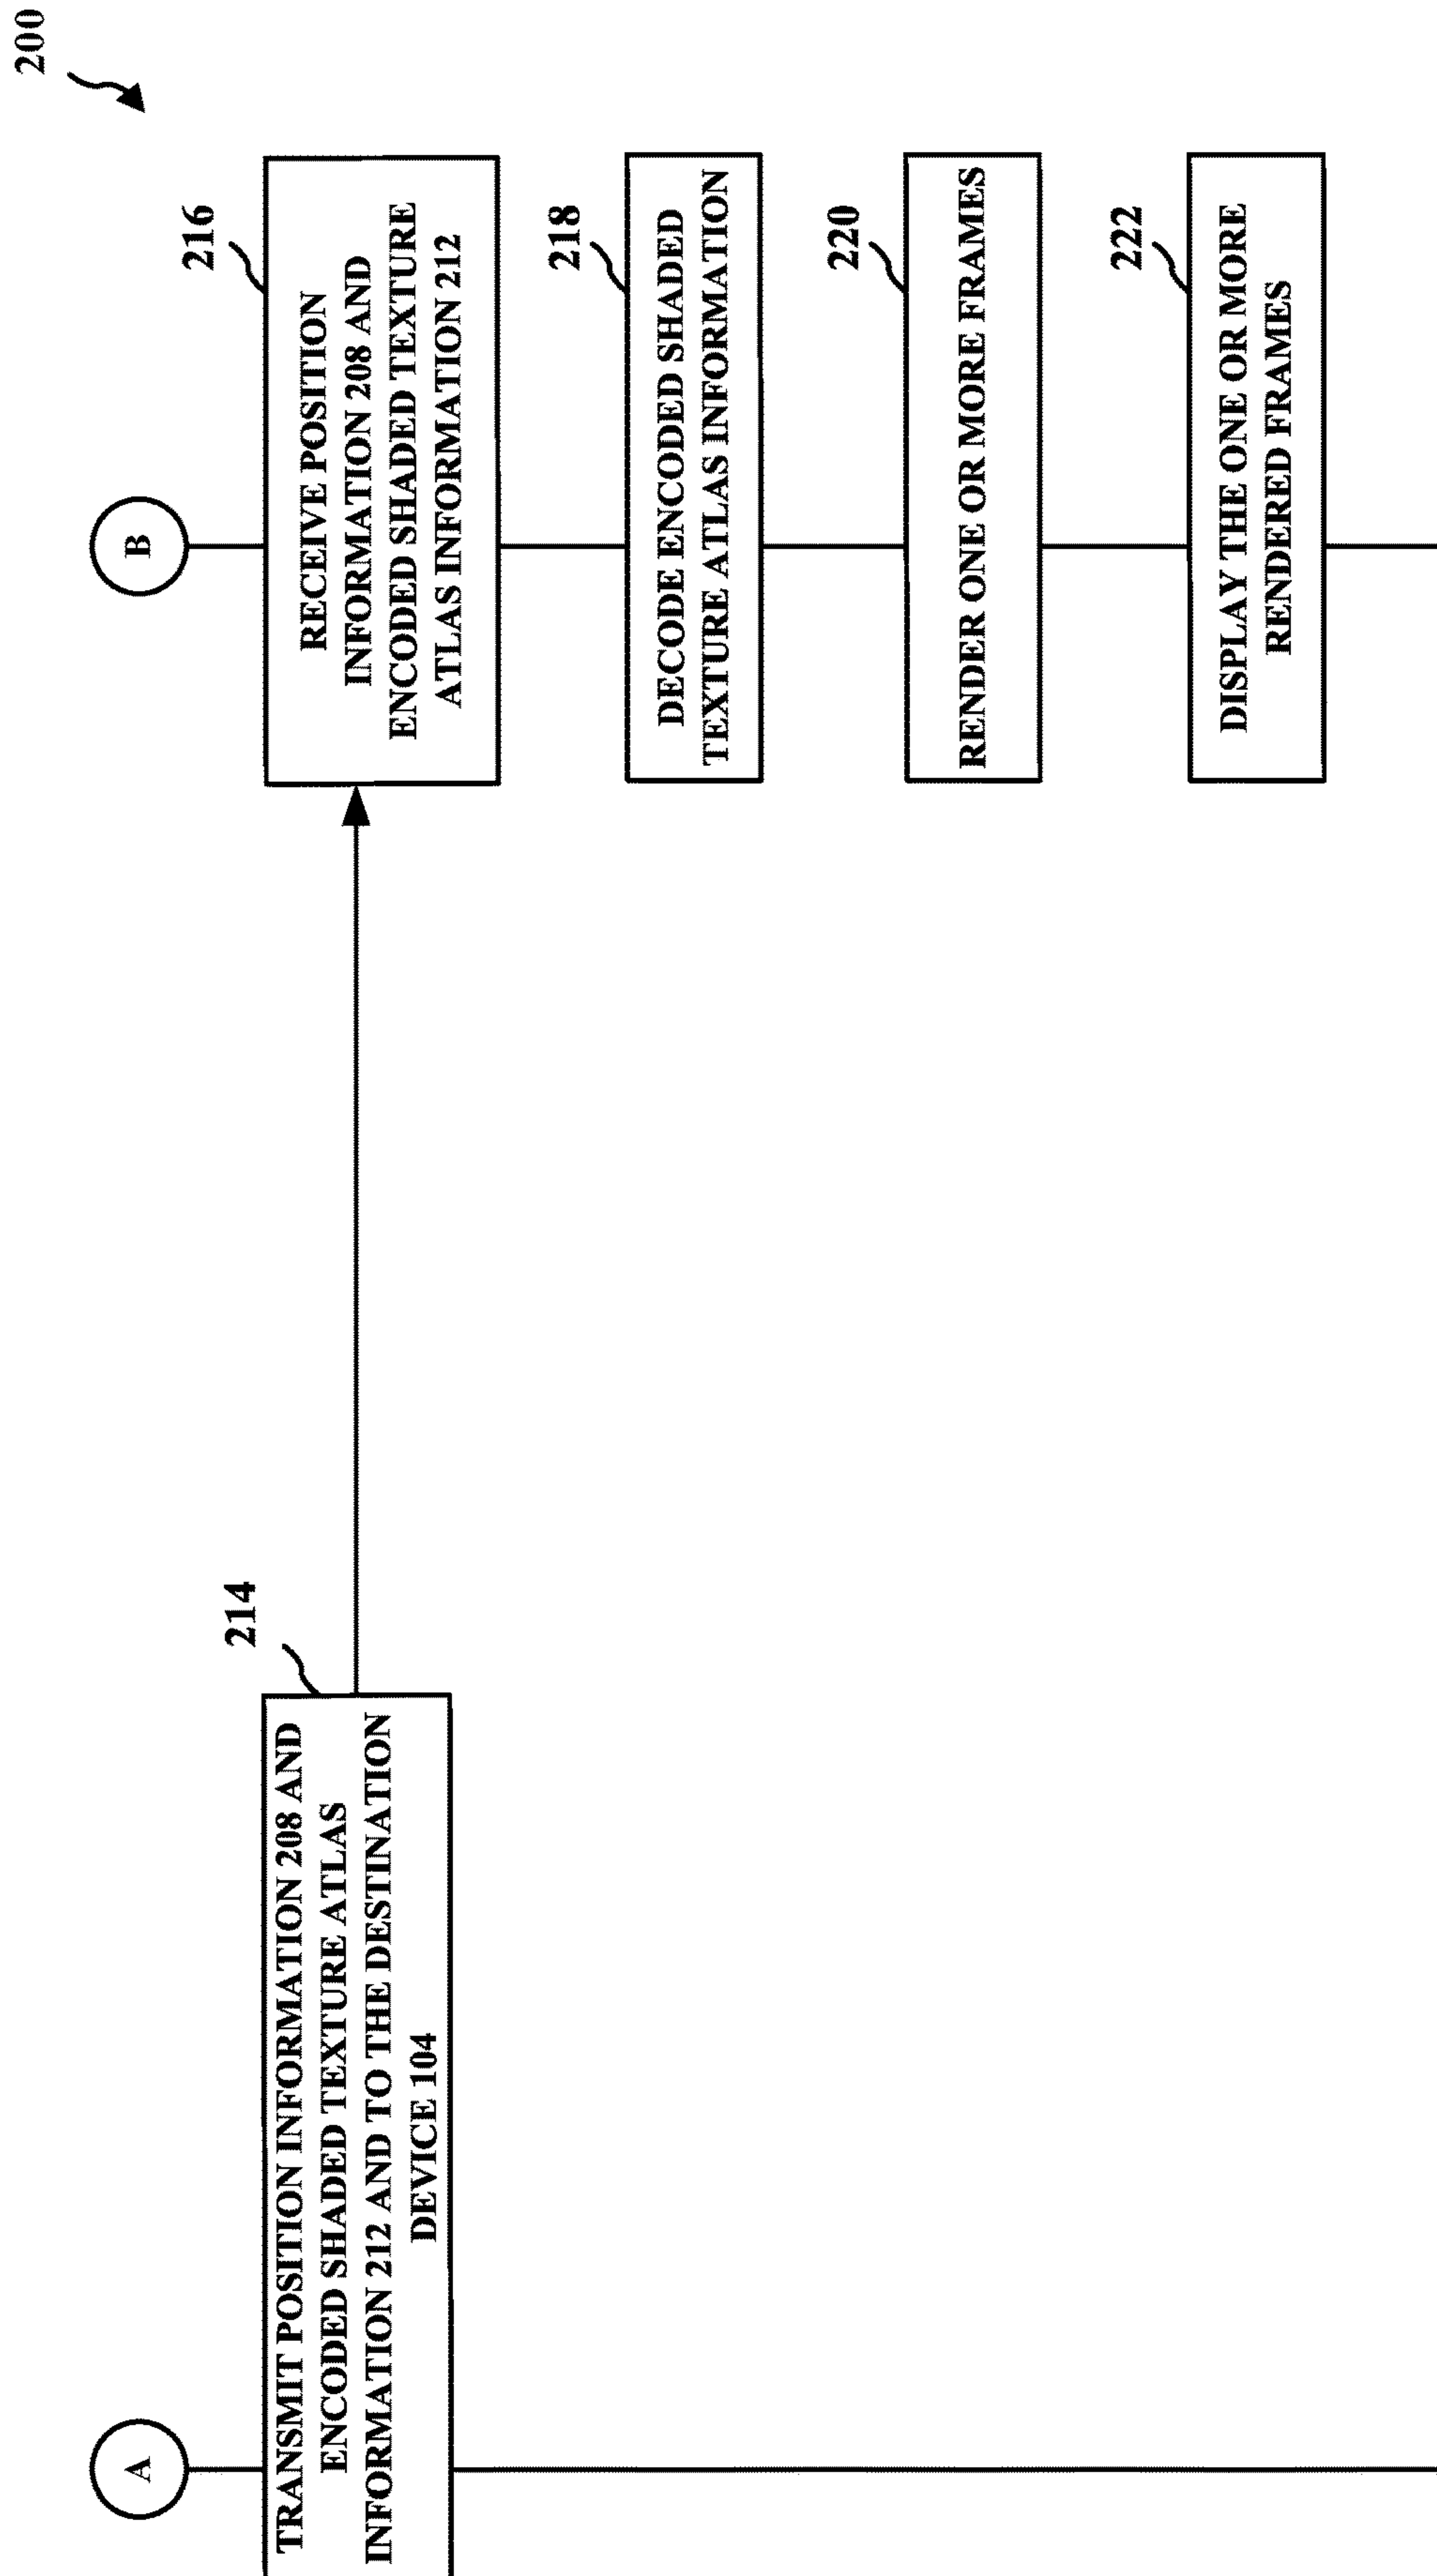 200
A
214
TRANSMIT POSITION INFORMATION 208 AND
ENCODED SHADED TEXTURE ATLAS
INFORMATION 212 AND TO THE DESTINATION
DEVICE 104
B
216
RECEIVE POSITION
INFORMATION 208 AND
ENCODED SHADED TEXTURE
ATLAS INFORMATION 212
218
DECODE ENCODED SHADED
TEXTURE ATLAS INFORMATION
220
RENDER ONE OR MORE FRAMES
222
DISPLAY THE ONE OR MORE
RENDERED FRAMES